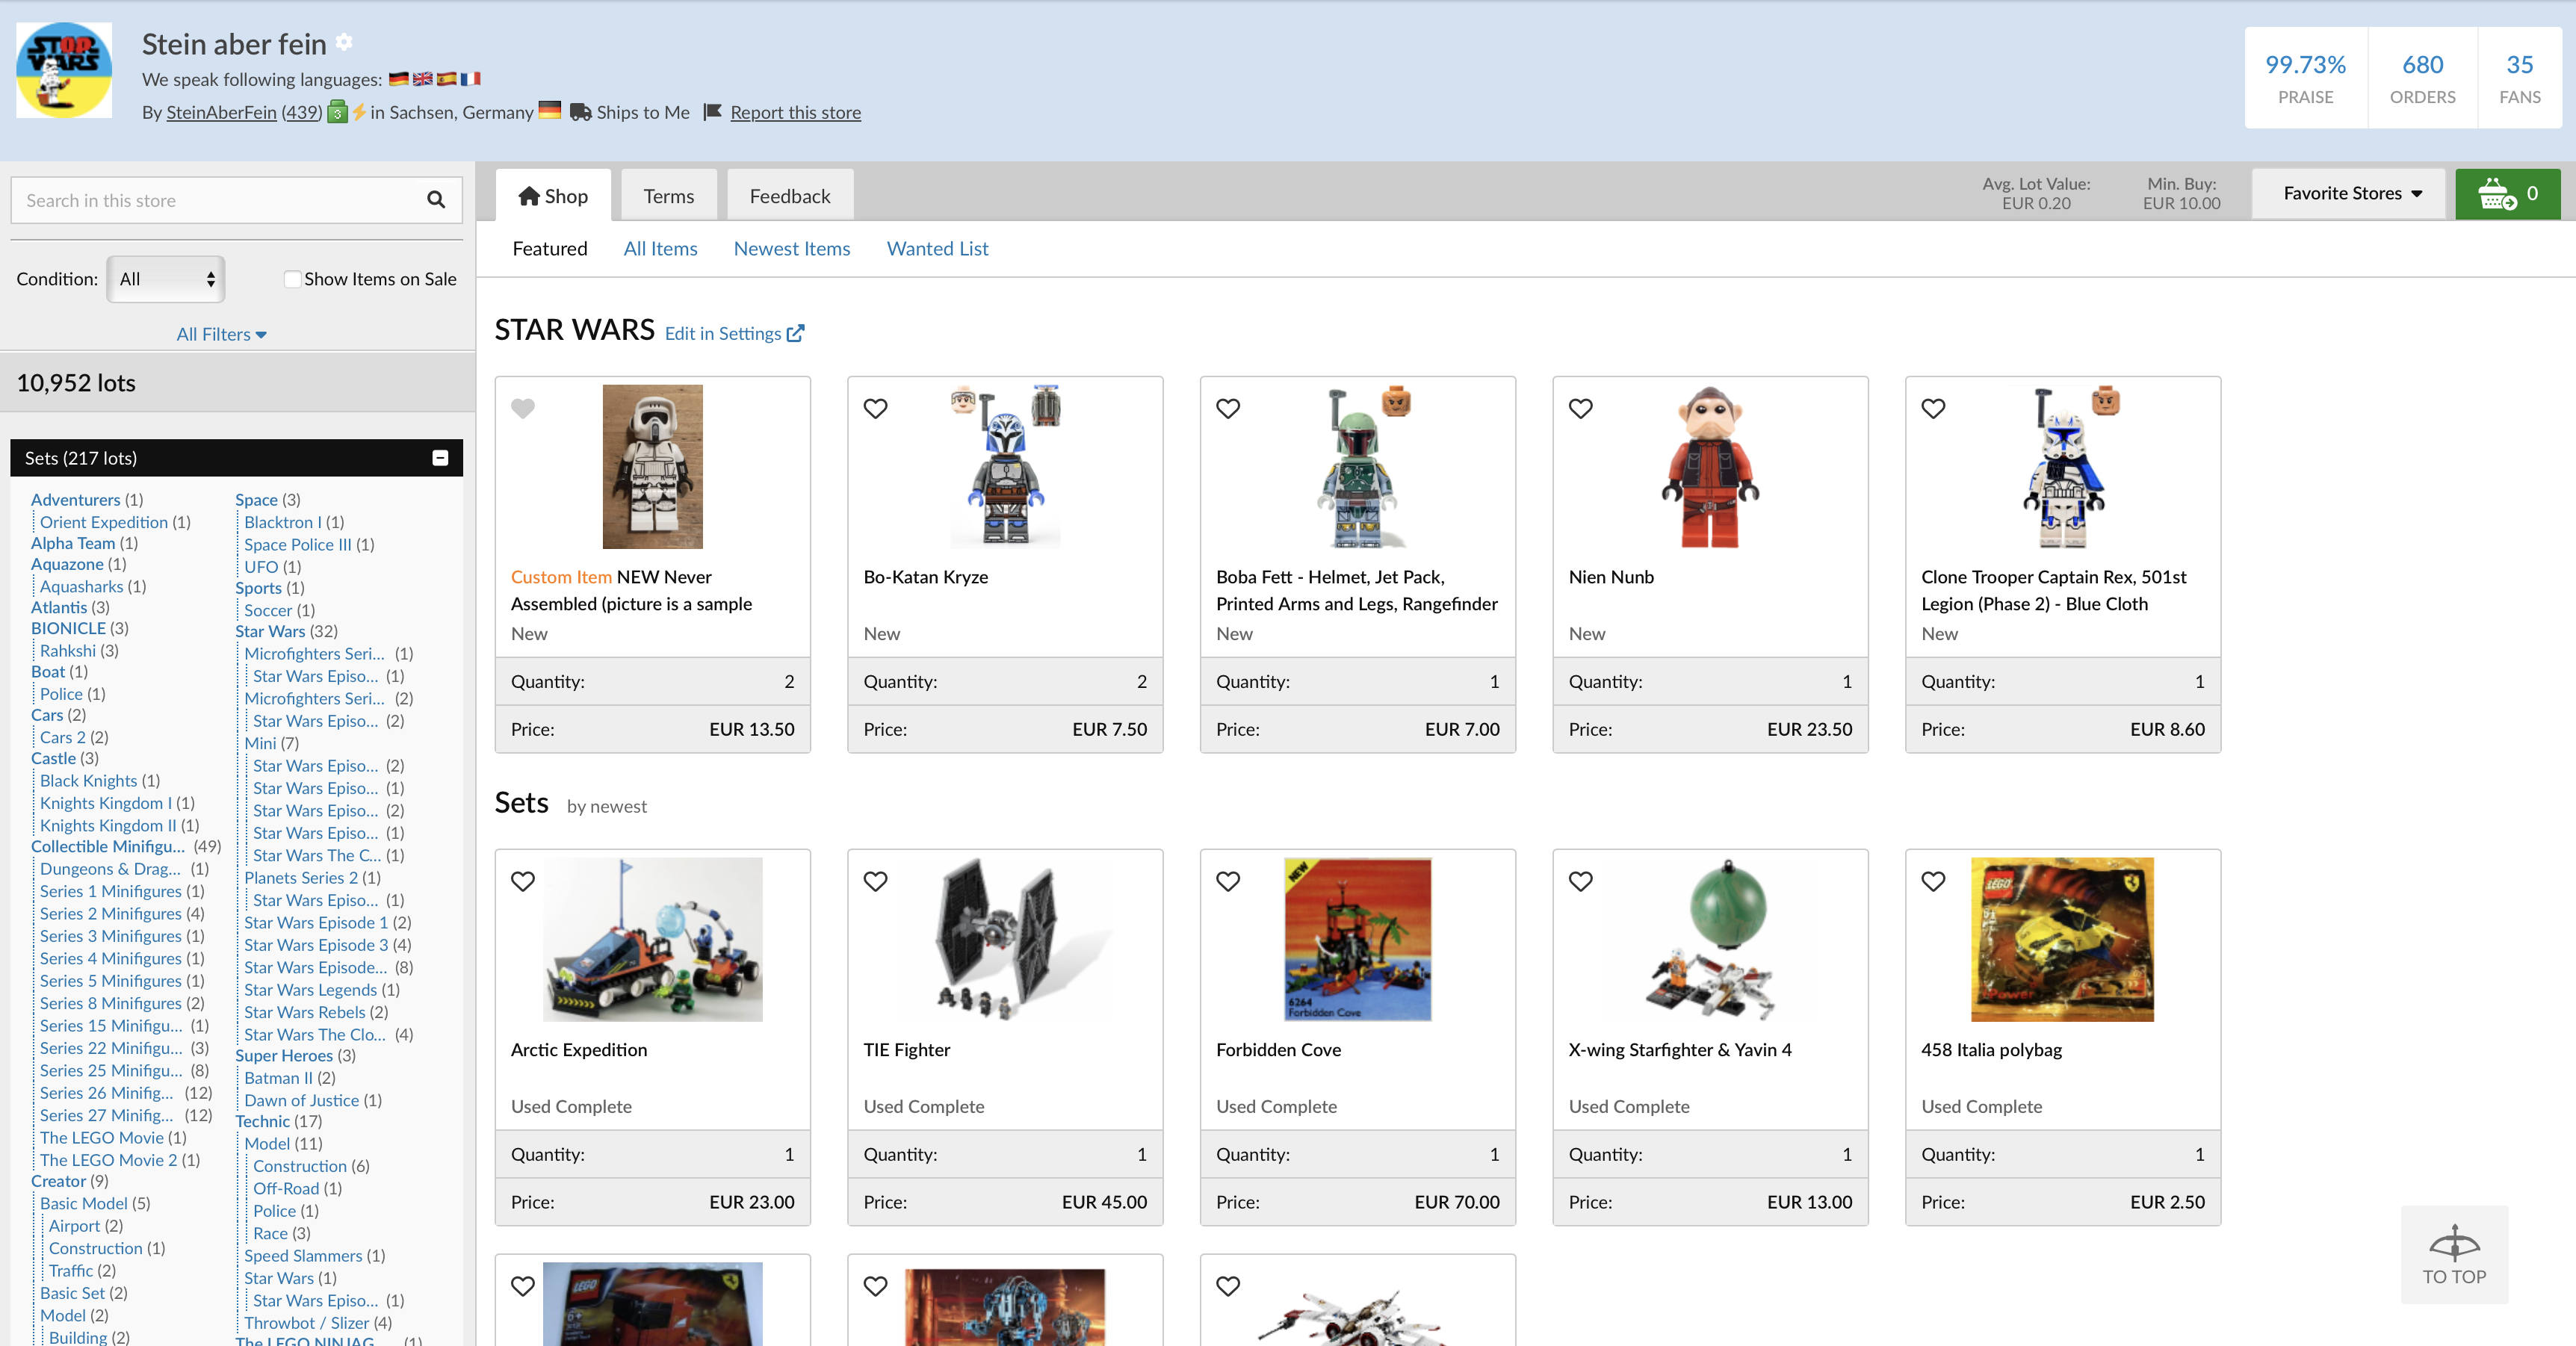 STOP WARS
Stein aber fein
We speak following languages:
By SteinAberFein (439) 3 in Sachsen, Germany Ships to Me Report this store
99.73% 680 35
PRAISE ORDERS FANS
Search in this store
Condition: All Show Items on Sale
All Filters
10,952 lots
Sets (217 lots)
Adventurers (1)
Orient Expedition (1)
Alpha Team (1)
Aquazone (1)
Aquasharks (1)
Atlantis (3)
BIONICLE (3)
Rahkshi (3)
Boat (1)
Police (1)
Cars (2)
Cars 2 (2)
Castle (3)
Black Knights (1)
Knights Kingdom I (1)
Knights Kingdom II (1)
Collectible Minifigu... (49)
Dungeons & Drag... (1)
Series 1 Minifigures (1)
Series 2 Minifigures (4)
Series 3 Minifigures (1)
Series 4 Minifigures (1)
Series 5 Minifigures (1)
Series 8 Minifigures (2)
Series 15 Minifigu... (1)
Series 22 Minifigu... (3)
Series 25 Minifigu... (8)
Series 26 Minifig... (12)
Series 27 Minifig... (12)
The LEGO Movie (1)
The LEGO Movie 2 (1)
Creator (9)
Basic Model (5)
Airport (2)
Construction (1)
Traffic (2)
Basic Set (2)
Model (2)
Building (2)
Space (3)
Blacktron I (1)
Space Police III (1)
UFO (1)
Sports (1)
Soccer (1)
Star Wars (32)
Microfighters Seri... (1)
Star Wars Episo... (1)
Microfighters Seri... (2)
Star Wars Episo... (2)
Mini (7)
Star Wars Episo... (2)
Star Wars Episo... (1)
Star Wars Episo... (2)
Star Wars Episo... (1)
Star Wars The C... (1)
Planets Series 2 (1)
Star Wars Episo... (1)
Star Wars Episode 1 (2)
Star Wars Episode 3 (4)
Star Wars Episode... (8)
Star Wars Legends (1)
Star Wars Rebels (2)
Star Wars The Clo... (4)
Super Heroes (3)
Batman II (2)
Dawn of Justice (1)
Technic (17)
Model (11)
Construction (6)
Off-Road (1)
Police (1)
Race (3)
Speed Slammers (1)
Star Wars (1)
Star Wars Episo... (1)
Throwbot / Slizer (4)
The LEGO NINJAG... (1)
Shop Terms Feedback
Avg. Lot Value: Min. Buy:
EUR 0.20 EUR 10.00
Favorite Stores 0
Featured All Items Newest Items Wanted List
STAR WARS Edit in Settings
Custom Item NEW Never
Assembled (picture is a sample
New
Quantity: 2
Price: EUR 13.50
Bo-Katan Kryze
New
Quantity: 2
Price: EUR 7.50
Boba Fett - Helmet, Jet Pack,
Printed Arms and Legs, Rangefinder
New
Quantity: 1
Price: EUR 7.00
Nien Nunb
New
Quantity: 1
Price: EUR 23.50
Clone Trooper Captain Rex, 501st
Legion (Phase 2) - Blue Cloth
New
Quantity: 1
Price: EUR 8.60
Sets by newest
Arctic Expedition
Used Complete
Quantity: 1
Price: EUR 23.00
TIE Fighter
Used Complete
Quantity: 1
Price: EUR 45.00
NEW
6264
Forbidden Cove
Forbidden Cove
Used Complete
Quantity: 1
Price: EUR 70.00
X-wing Starfighter & Yavin 4
Used Complete
Quantity: 1
Price: EUR 13.00
LEGO
458 Italia polybag
Used Complete
Quantity: 1
Price: EUR 2.50
LEGO
TO TOP